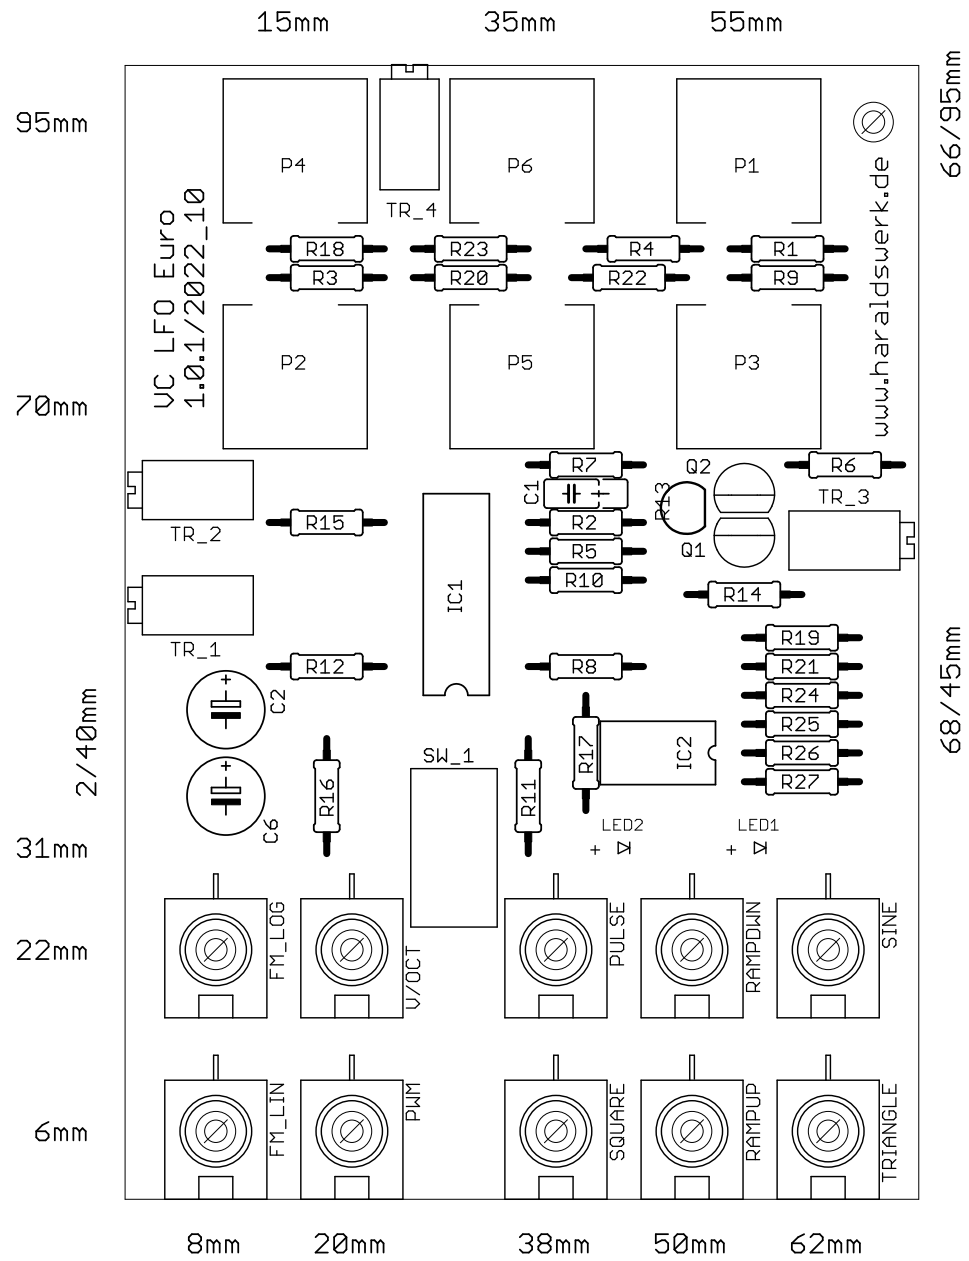 15mm 35mm 55mm
66/95mm
95mm
P4 P6 P1
TR_4
www.haraldswerk.de
VC LFO Euro
1.0.1/2022_10
R18 R23 R4 R1
R3 R20 R22 R9
P2 P5 P3
70mm
R7 Q2 R6
C1 R13 TR_3
TR_2 R15 R2
R5 Q1
IC1 R10 R14
R19
TR_1 R12 R8 R21
C2 + R24
2/40mm
68/45mm
R25
SW_1 R17 IC2 R26
+ R16 R11 R27
C6 LED2 LED1
31mm + +
FM_LOG V/OCT PULSE RAMPDWN SINE
22mm
FM_LIN PWM SQUARE RAMPUP TRIANGLE
6mm
8mm 20mm 38mm 50mm 62mm